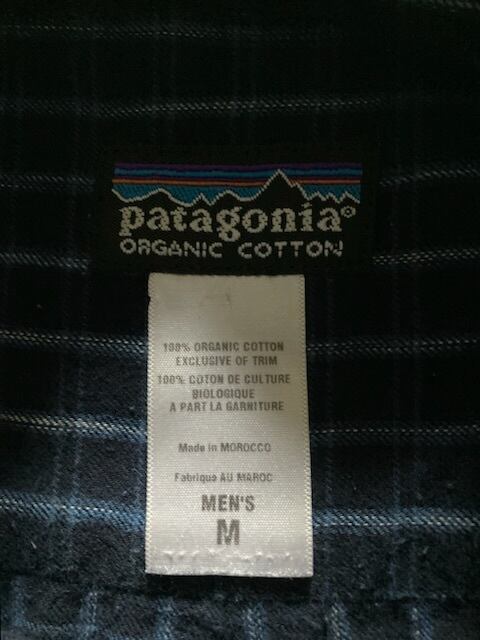 patagonia®
ORGANIC COTTON
100% ORGANIC COTTON
EXCLUSIVE OF TRIM
100% COTON DE CULTURE
BIOLOGIQUE
A PART LA GARNITURE
Made in MOROCCO
Fabrique AU MAROC
MEN'S
M